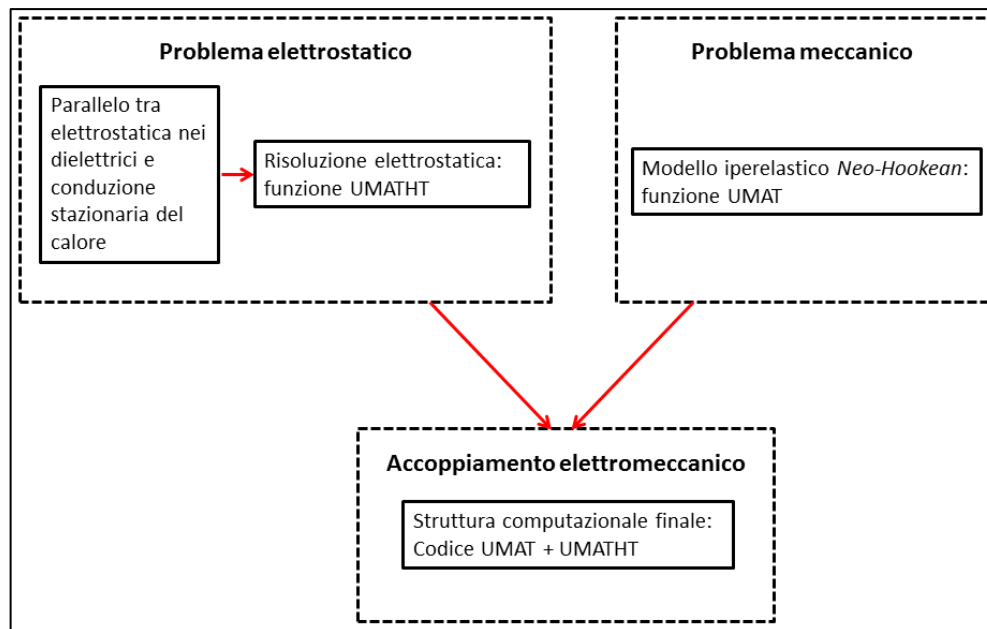 Problema elettrostatico
Parallelo tra
elettrostatica nei
dielettrici e
conduzione
stazionaria del
calore
Risoluzione elettrostatica:
funzione UMATHT
Problema meccanico
Modello iperelastico Neo-Hookean:
funzione UMAT
Accoppiamento elettromeccanico
Struttura computazionale finale:
Codice UMAT + UMATHT